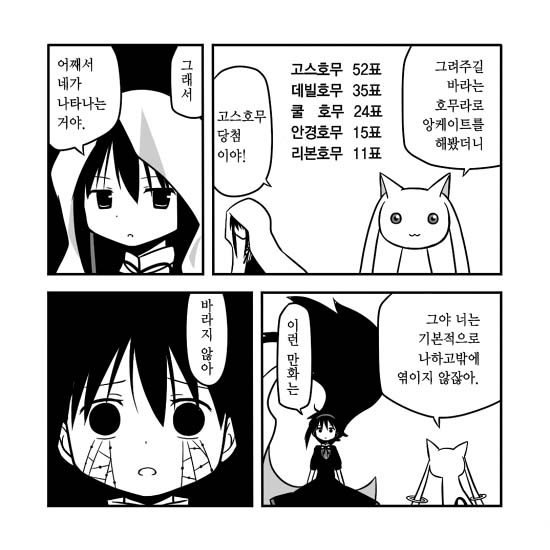 그려주길
바라는
호무라로
앙케이트를
해봤더니
고스호무 52표
데빌호무 35표
쿨 호무 24표
안경호무 15표
리본호무 11표
고스호무
당첨
이야!
그래서
어째서
네가
나타나는
거야.
그야 너는
기본적으로
나하고밖에
엮이지 않잖아.
이런 만화는
바라지 않아